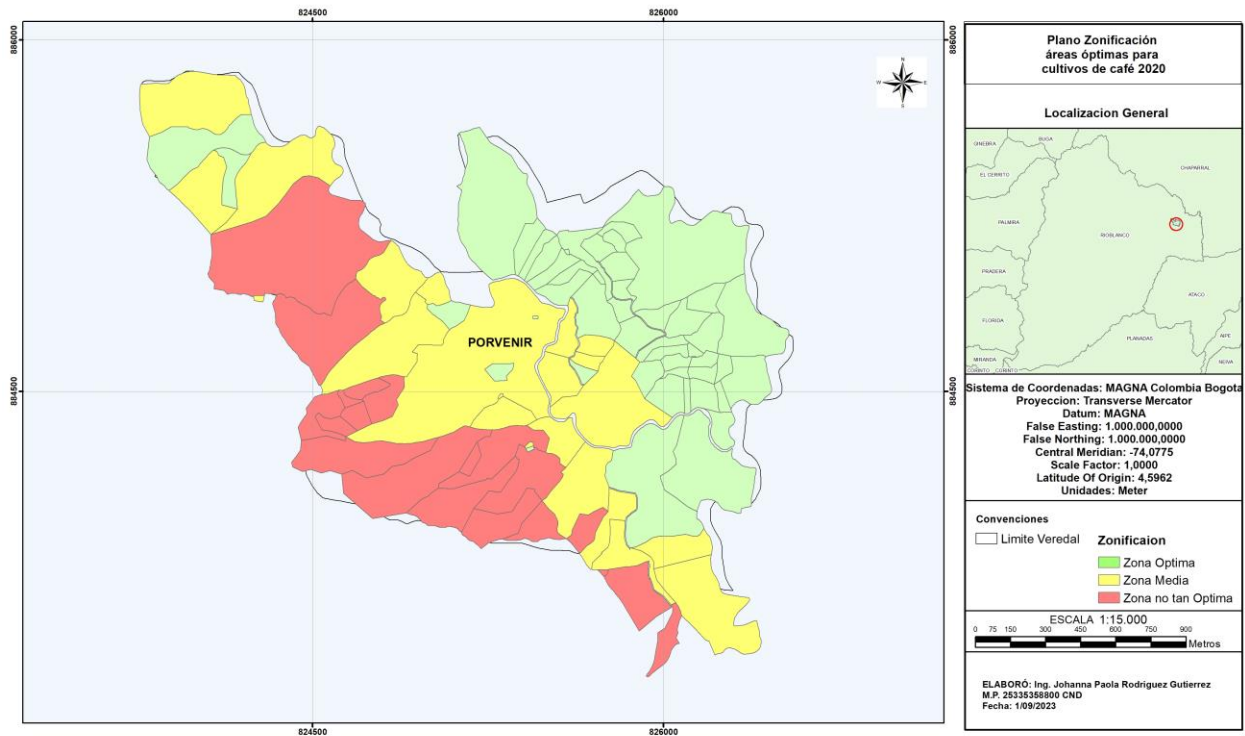 824500
826000
886000
886000
N
W
E
S
PORVENIR
884500
884500
824500
826000
Plano Zonificación
áreas óptimas para
cultivos de café 2020
Localizacion General
GINEBRA
BUGA
CHAPARRAL
EL CERRITO
PALMIRA
RIOBLANCO
PRADERA
ATACO
FLORIDA
PLANADAS
AIPE
MIRANDA
NEIVA
CORINTO
CORINTO
Sistema de Coordenadas: MAGNA Colombia Bogota
Proyeccion: Transverse Mercator
Datum: MAGNA
False Easting: 1.000.000,0000
False Northing: 1.000.000,0000
Central Meridian: -74,0775
Scale Factor: 1,0000
Latitude Of Origin: 4,5962
Unidades: Meter
Convenciones
Limite Veredal
Zonificaion
Zona Optima
Zona Media
Zona no tan Optima
ESCALA 1:15.000
0 75 150 300 450 600 750 900
Metros
ELABORÓ: Ing. Johanna Paola Rodriguez Gutierrez
M.P. 25335358800 CND
Fecha: 1/09/2023